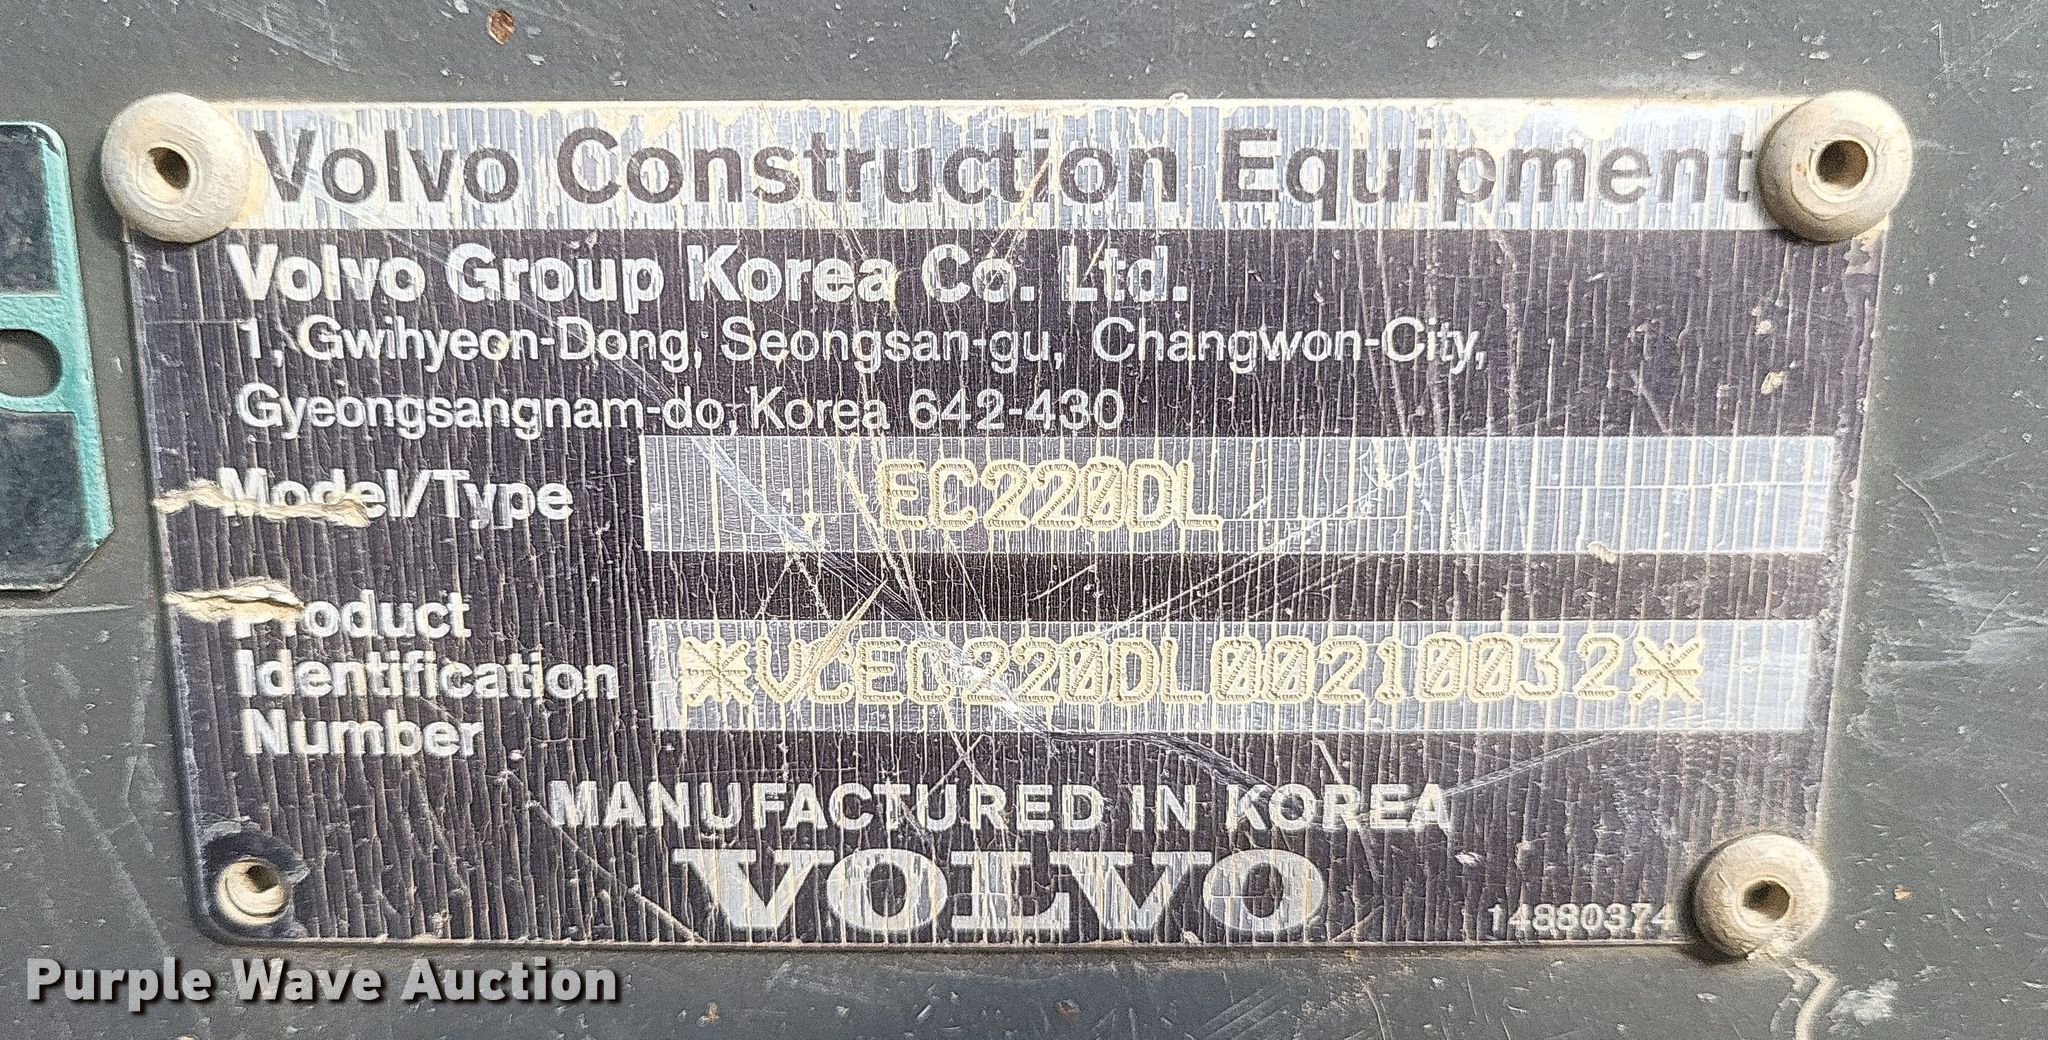 Volvo Construction Equipment
Volvo Group Korea Co. Ltd.
1, Gwihyeon-Dong, Seongsan-gu, Changwon-City,
Gyeongsangnam-do, Korea 642-430
Model/Type EC220DL
Product
Identification
Number *VCEC220DL00210032*
MANUFACTURED IN KOREA
VOLVO
14880374
Purple Wave Auction